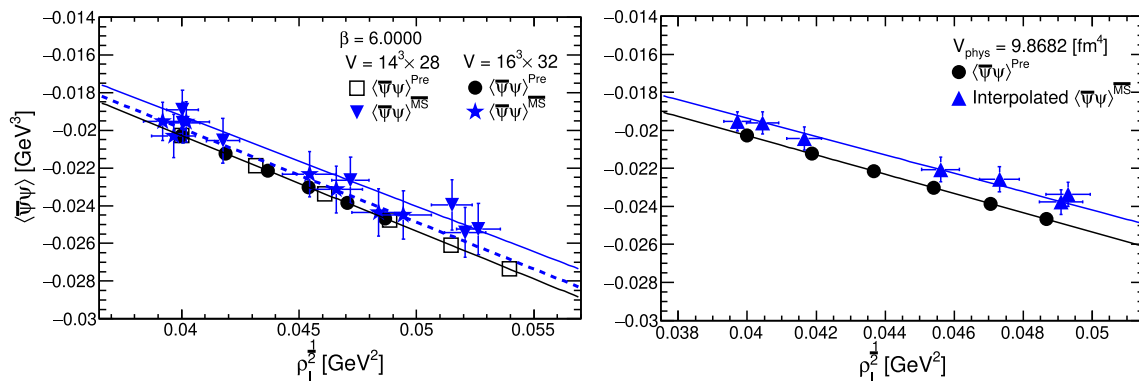 β = 6.0000
V = 14³× 28 V = 16³× 32
⟨ψ̅ψ⟩^Pre ⟨ψ̅ψ⟩^Pre
⟨ψ̅ψ⟩^M̅S̅ ⟨ψ̅ψ⟩^M̅S̅
⟨ψ̅ψ⟩ [GeV³]
−0.014
−0.016
−0.018
−0.02
−0.022
−0.024
−0.026
−0.028
−0.03
0.04 0.045 0.05 0.055
ρ_I^{1/2} [GeV²]
V_phys = 9.8682 [fm⁴]
⟨ψ̅ψ⟩^Pre
Interpolated ⟨ψ̅ψ⟩^M̅S̅
−0.014
−0.016
−0.018
−0.02
−0.022
−0.024
−0.026
−0.028
−0.03
0.038 0.04 0.042 0.044 0.046 0.048 0.05
ρ_I^{1/2} [GeV²]